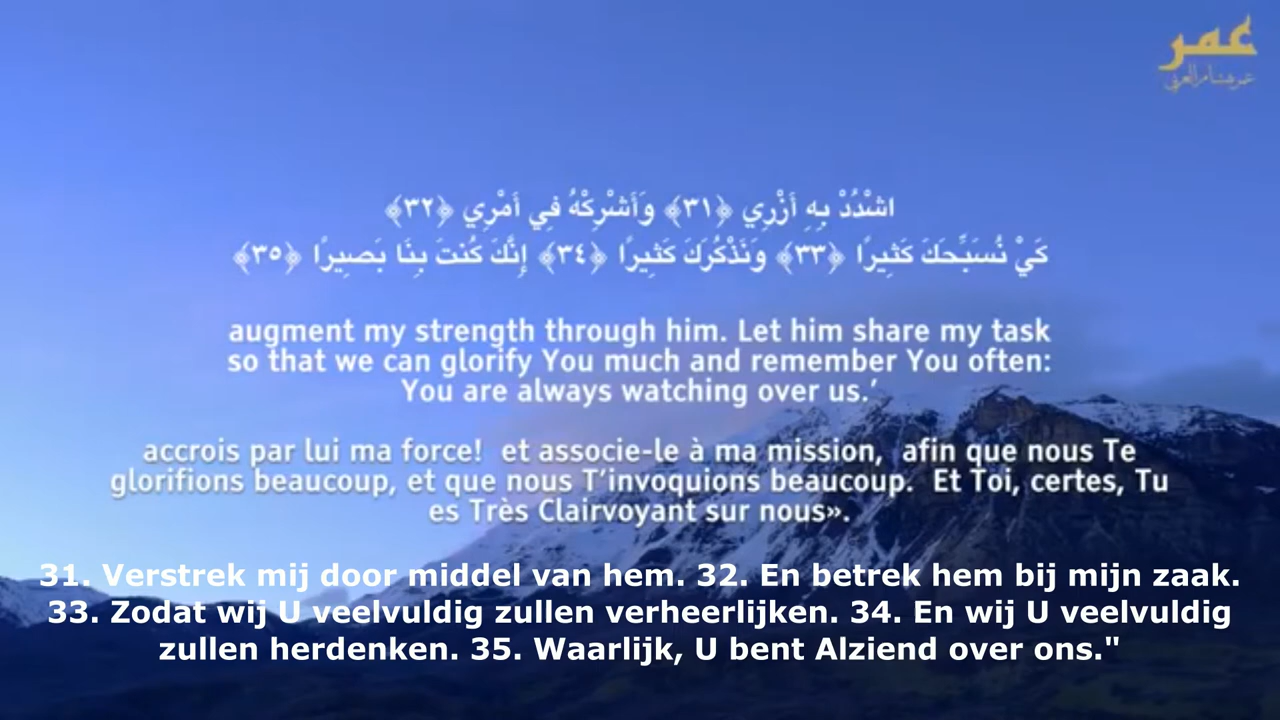 عمر
عمر هشام العربي
اشْدُدْ بِهِ أَزْرِي ﴿٣١﴾ وَأَشْرِكْهُ فِي أَمْرِي ﴿٣٢﴾
كَيْ نُسَبِّحَكَ كَثِيرًا ﴿٣٣﴾ وَنَذْكُرَكَ كَثِيرًا ﴿٣٤﴾ إِنَّكَ كُنتَ بِنَا بَصِيرًا ﴿٣٥﴾
augment my strength through him. Let him share my task
so that we can glorify You much and remember You often:
You are always watching over us.’
accrois par lui ma force!  et associe-le à ma mission,  afin que nous Te
glorifions beaucoup, et que nous T’invoquions beaucoup.  Et Toi, certes, Tu
es Très Clairvoyant sur nous».
31. Verstrek mij door middel van hem. 32. En betrek hem bij mijn zaak.
33. Zodat wij U veelvuldig zullen verheerlijken. 34. En wij U veelvuldig
zullen herdenken. 35. Waarlijk, U bent Alziend over ons."